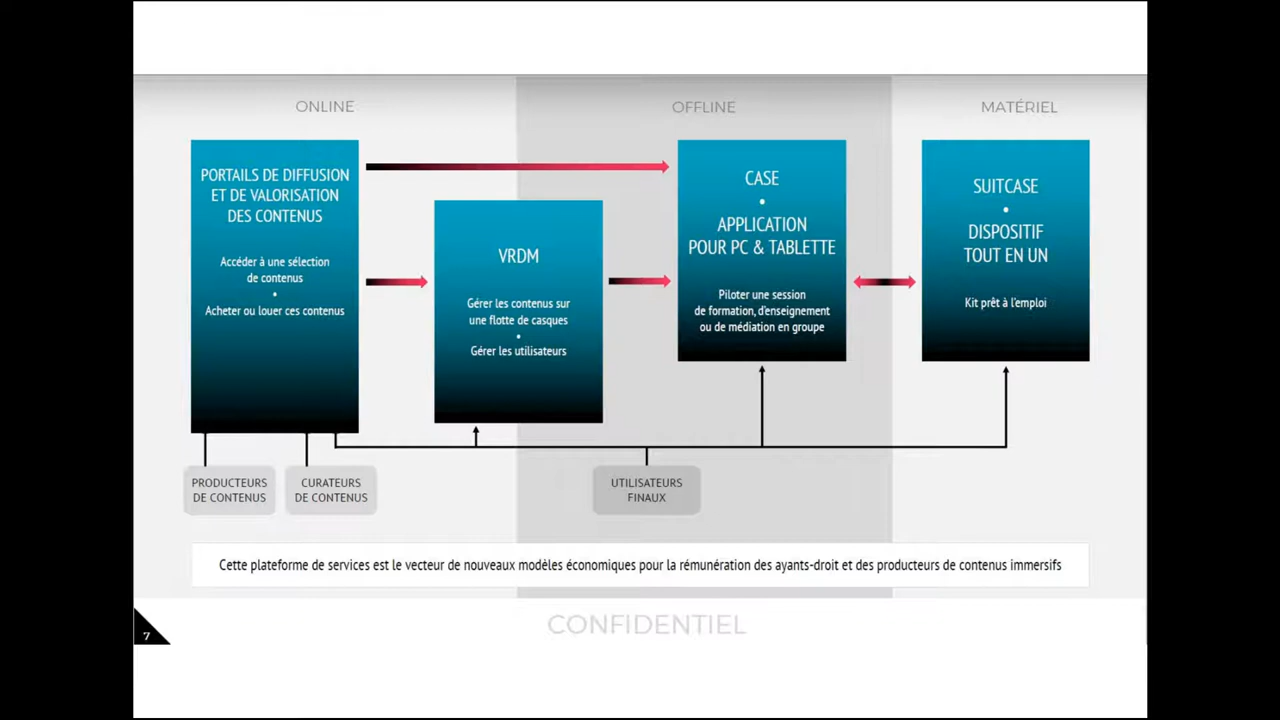 ONLINE
OFFLINE
MATÉRIEL
PORTAILS DE DIFFUSION
ET DE VALORISATION
DES CONTENUS
Accéder à une sélection
de contenus
•
Acheter ou louer ces contenus
VRDM
Gérer les contenus sur
une flotte de casques
•
Gérer les utilisateurs
CASE
•
APPLICATION
POUR PC & TABLETTE
Piloter une session
de formation, d'enseignement
ou de médiation en groupe
SUITCASE
•
DISPOSITIF
TOUT EN UN
Kit prêt à l'emploi
PRODUCTEURS
DE CONTENUS
CURATEURS
DE CONTENUS
UTILISATEURS
FINAUX
Cette plateforme de services est le vecteur de nouveaux modèles économiques pour la rémunération des ayants-droit et des producteurs de contenus immersifs
CONFIDENTIEL
7